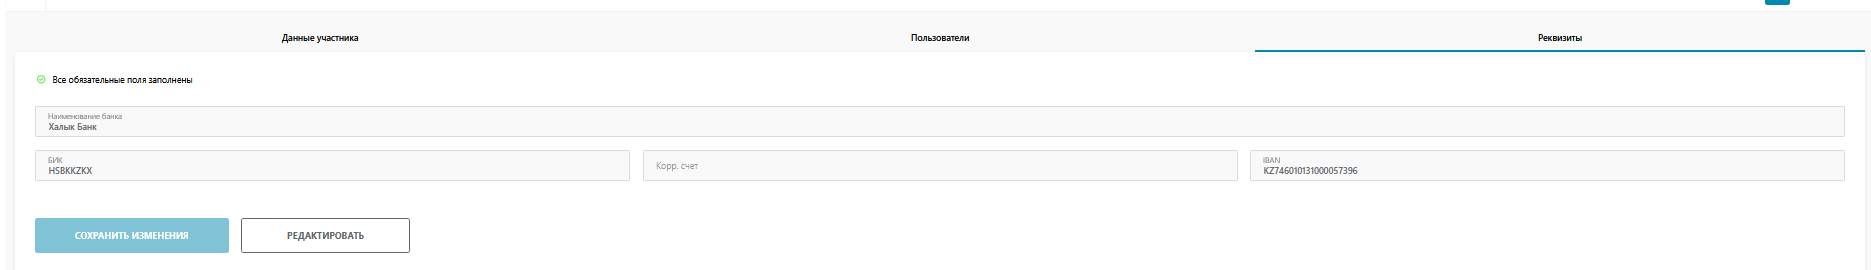 Данные участника
Пользователи
Реквизиты
Все обязательные поля заполнены
Наименование банка
Халык Банк
БИК
HSBKKZKX
Корр. счет
IBAN
KZ746010131000057396
СОХРАНИТЬ ИЗМЕНЕНИЯ
РЕДАКТИРОВАТЬ